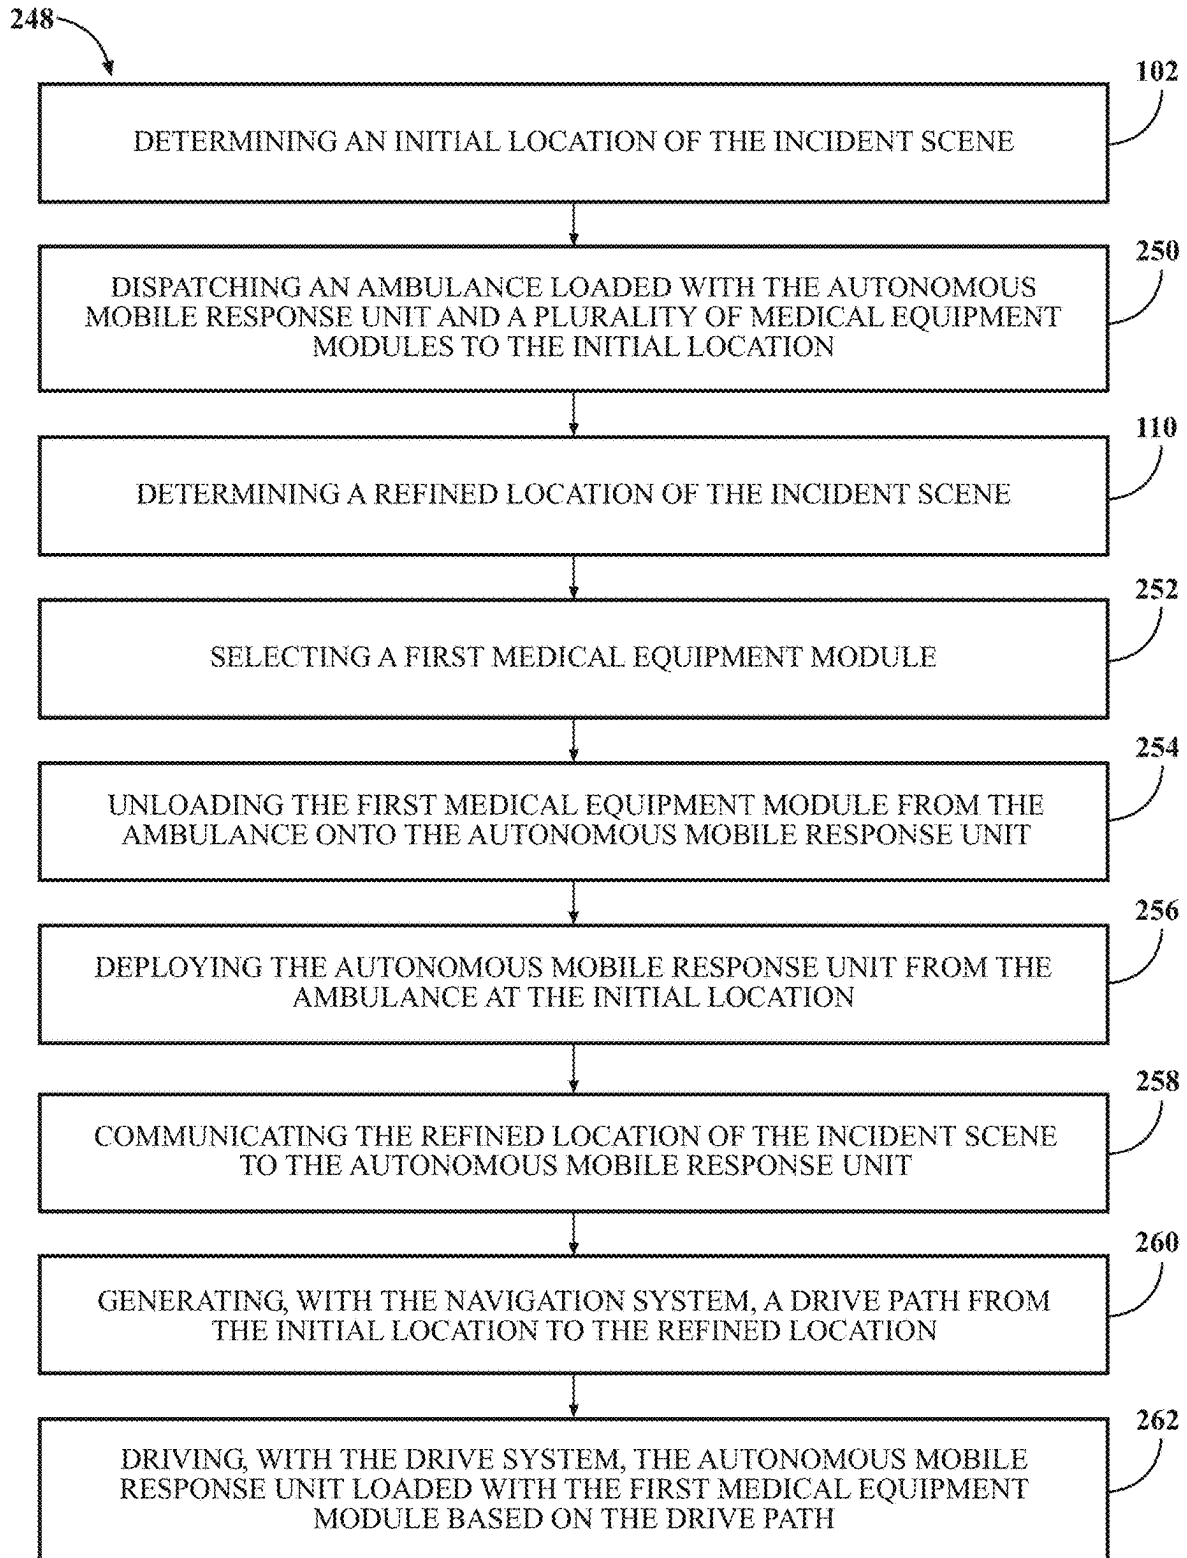 248
102
DETERMINING AN INITIAL LOCATION OF THE INCIDENT SCENE
250
DISPATCHING AN AMBULANCE LOADED WITH THE AUTONOMOUS
MOBILE RESPONSE UNIT AND A PLURALITY OF MEDICAL EQUIPMENT
MODULES TO THE INITIAL LOCATION
110
DETERMINING A REFINED LOCATION OF THE INCIDENT SCENE
252
SELECTING A FIRST MEDICAL EQUIPMENT MODULE
254
UNLOADING THE FIRST MEDICAL EQUIPMENT MODULE FROM THE
AMBULANCE ONTO THE AUTONOMOUS MOBILE RESPONSE UNIT
256
DEPLOYING THE AUTONOMOUS MOBILE RESPONSE UNIT FROM THE
AMBULANCE AT THE INITIAL LOCATION
258
COMMUNICATING THE REFINED LOCATION OF THE INCIDENT SCENE
TO THE AUTONOMOUS MOBILE RESPONSE UNIT
260
GENERATING, WITH THE NAVIGATION SYSTEM, A DRIVE PATH FROM
THE INITIAL LOCATION TO THE REFINED LOCATION
262
DRIVING, WITH THE DRIVE SYSTEM, THE AUTONOMOUS MOBILE
RESPONSE UNIT LOADED WITH THE FIRST MEDICAL EQUIPMENT
MODULE BASED ON THE DRIVE PATH